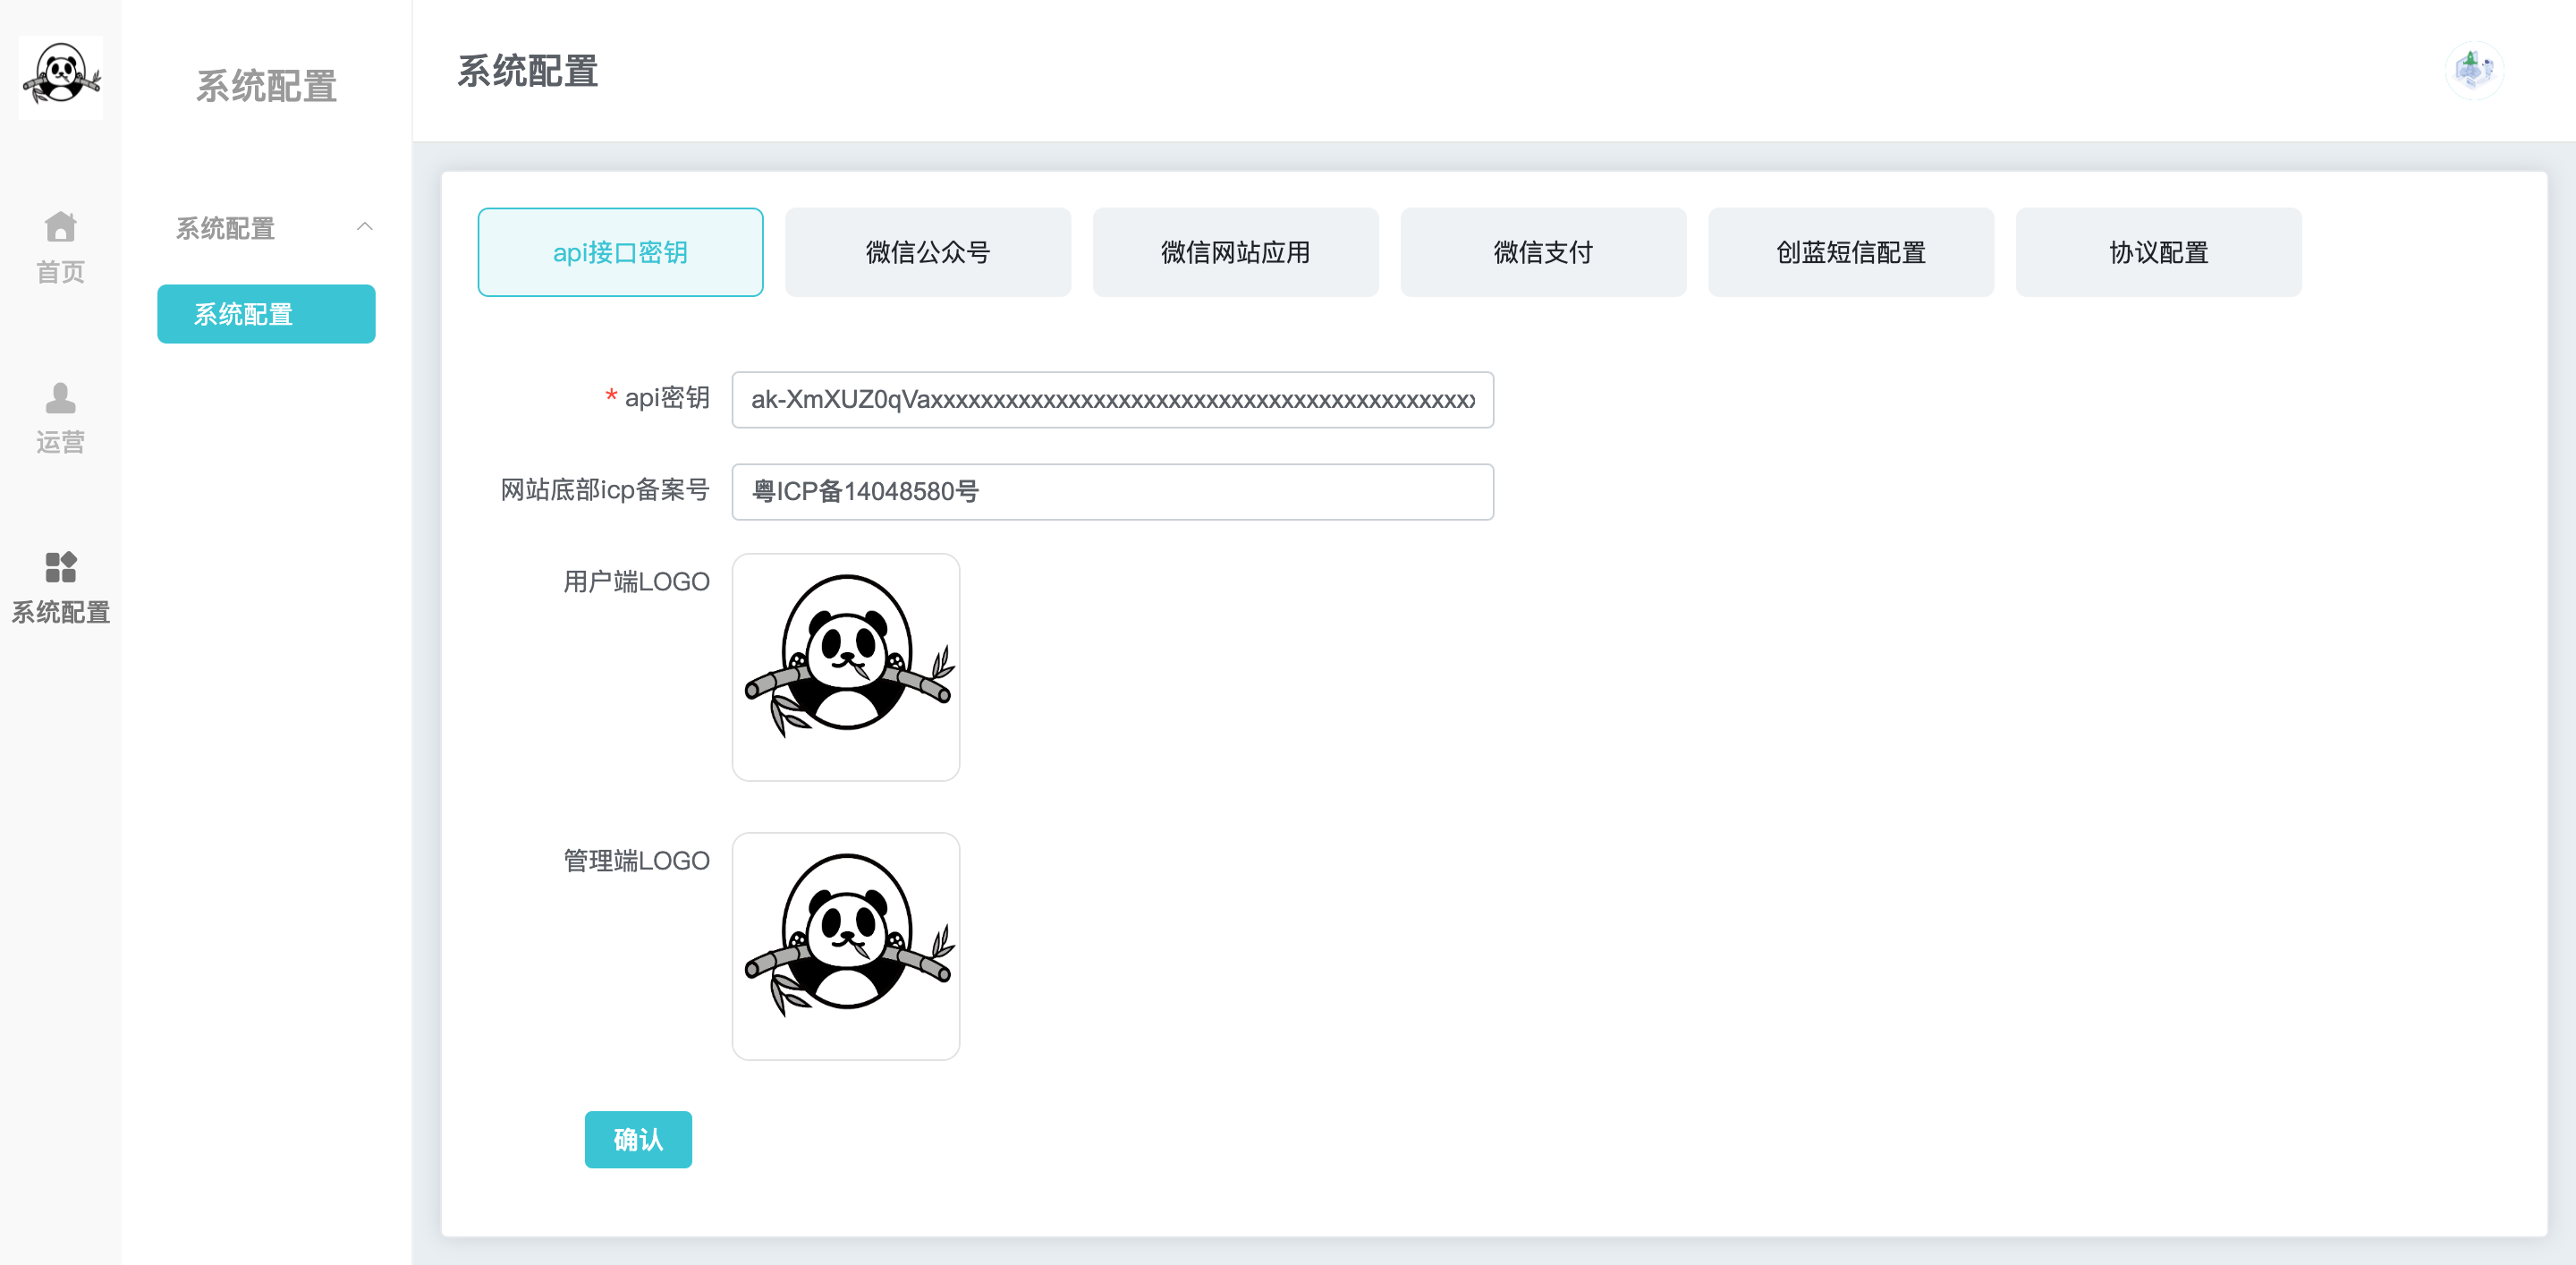 系统配置
系统配置
首页
系统配置
系统配置
运营
系统配置
api接口密钥
微信公众号
微信网站应用
微信支付
创蓝短信配置
协议配置
* api密钥
ak-XmXUZ0qVaxxxxxxxxxxxxxxxxxxxxxxxxxxxxxxxxxxxxxxxxxxxx
网站底部icp备案号
粤ICP备14048580号
用户端LOGO
管理端LOGO
确认
系统配置